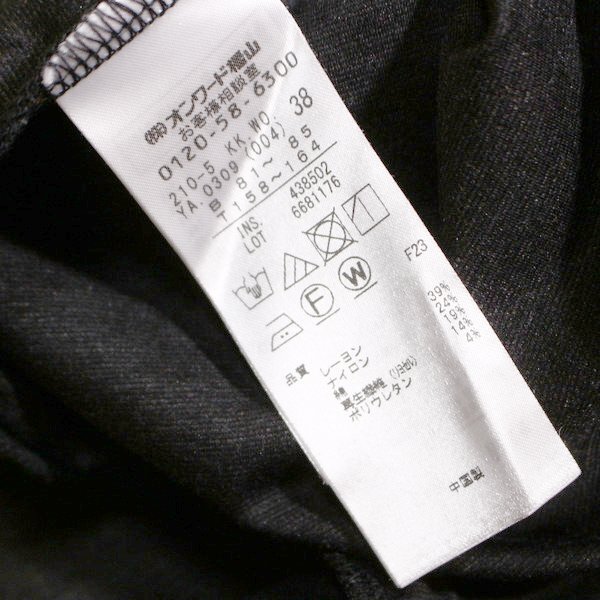 ㈱オンワード樫山
お客様相談室
0120-58-6300
210-5 KK.WO 38
YA.0309 (004)
B 81～ 85
T 158～164
INS. 438502
LOT 6681176
F W
F23
品質 レーヨン 39%
ナイロン 24%
綿 19%
再生繊維(リヨセル) 14%
ポリウレタン 4%
中国製